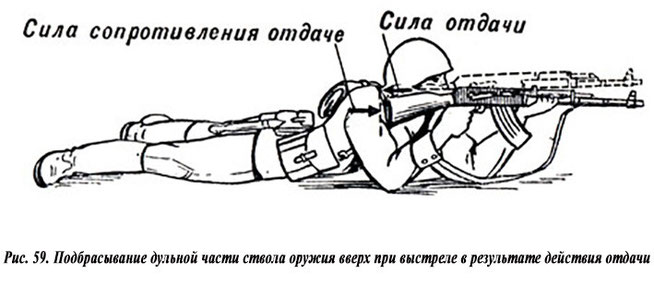 Сила сопротивления отдаче
Сила отдачи
Рис. 59. Подбрасывание дульной части ствола оружия вверх при выстреле в результате действия отдачи